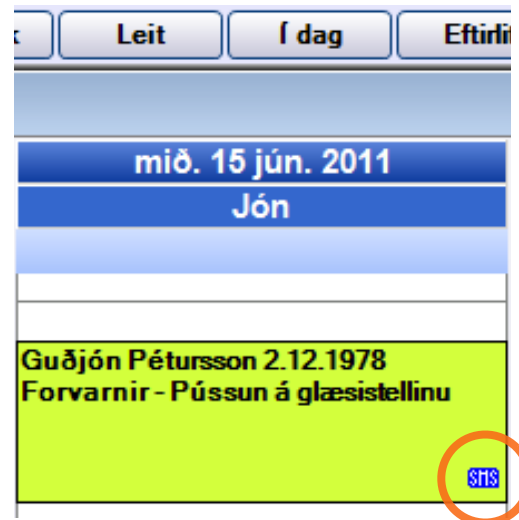 Leit
Í dag
mið. 15 jún. 2011
Jón
Guðjón Pétursson 2.12.1978
Forvarnir - Pússun á glæsistellinu
SMS